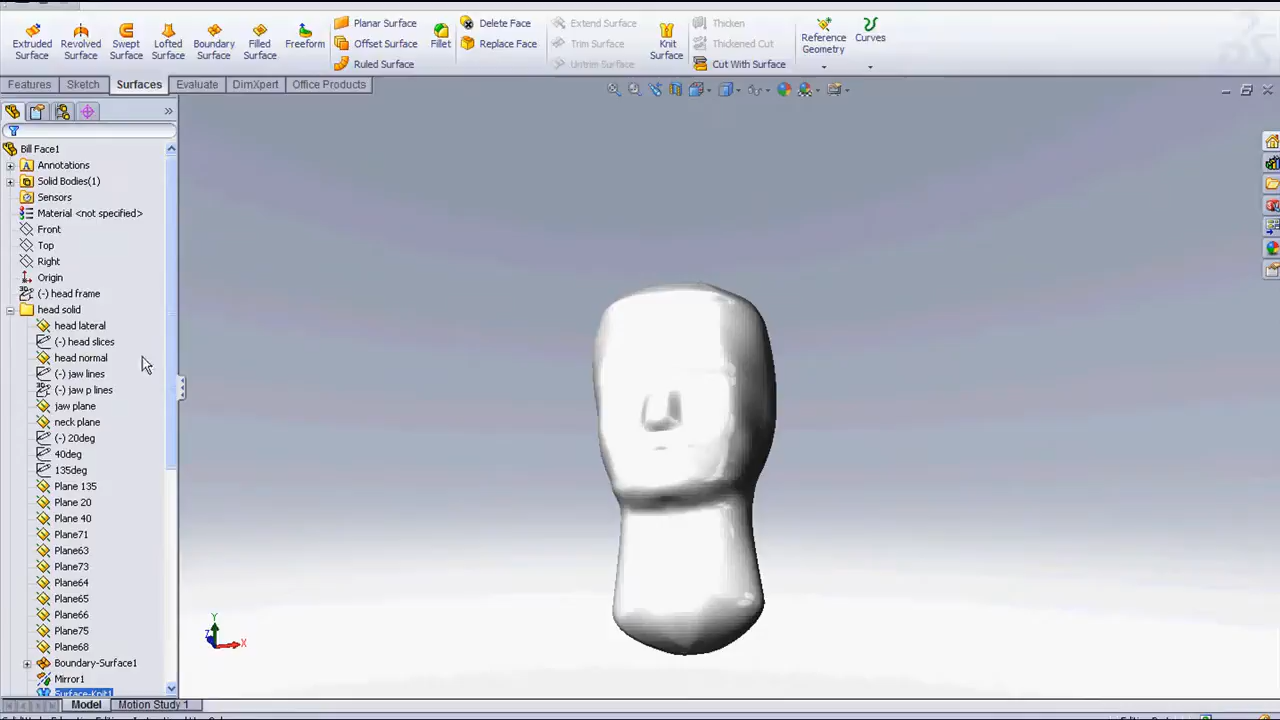 Extruded Surface
Revolved Surface
Swept Surface
Lofted Surface
Boundary Surface
Filled Surface
Freeform
Planar Surface
Offset Surface
Ruled Surface
Fillet
Delete Face
Replace Face
Extend Surface
Trim Surface
Untrim Surface
Knit Surface
Thicken
Thickened Cut
Cut With Surface
Reference Geometry
Curves
Features
Sketch
Surfaces
Evaluate
DimXpert
Office Products
Bill Face1
Annotations
Solid Bodies(1)
Sensors
Material <not specified>
Front
Top
Right
Origin
(-) head frame
head solid
head lateral
(-) head slices
head normal
(-) jaw lines
(-) jaw p lines
jaw plane
neck plane
(-) 20deg
40deg
135deg
Plane 135
Plane 20
Plane 40
Plane71
Plane63
Plane73
Plane64
Plane65
Plane66
Plane75
Plane68
Boundary-Surface1
Mirror1
Surface-Knit1
Y
Z
X
Model
Motion Study 1